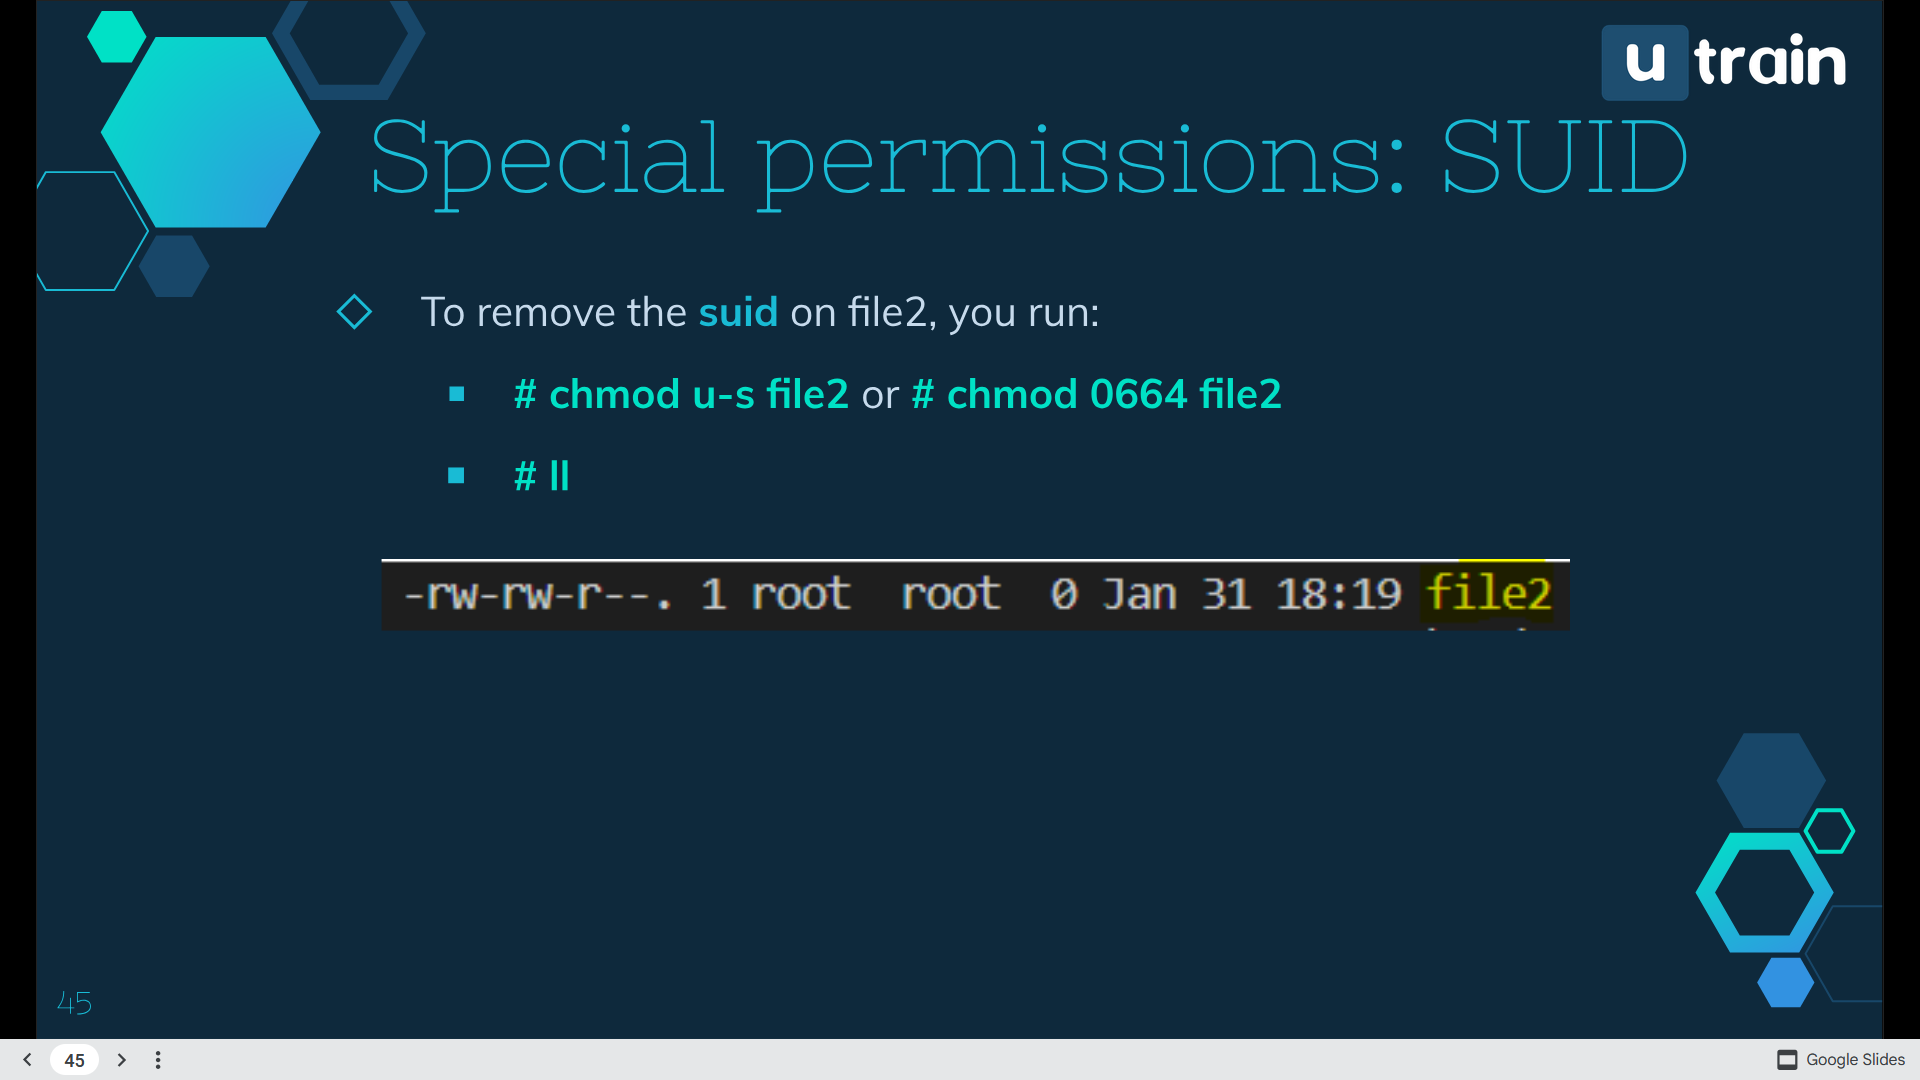 u train
Special permissions: SUID
To remove the suid on file2, you run:
# chmod u-s file2 or # chmod 0664 file2
# ll
-rw-rw-r--. 1 root  root  0 Jan 31 18:19 file2
45
45
Google Slides